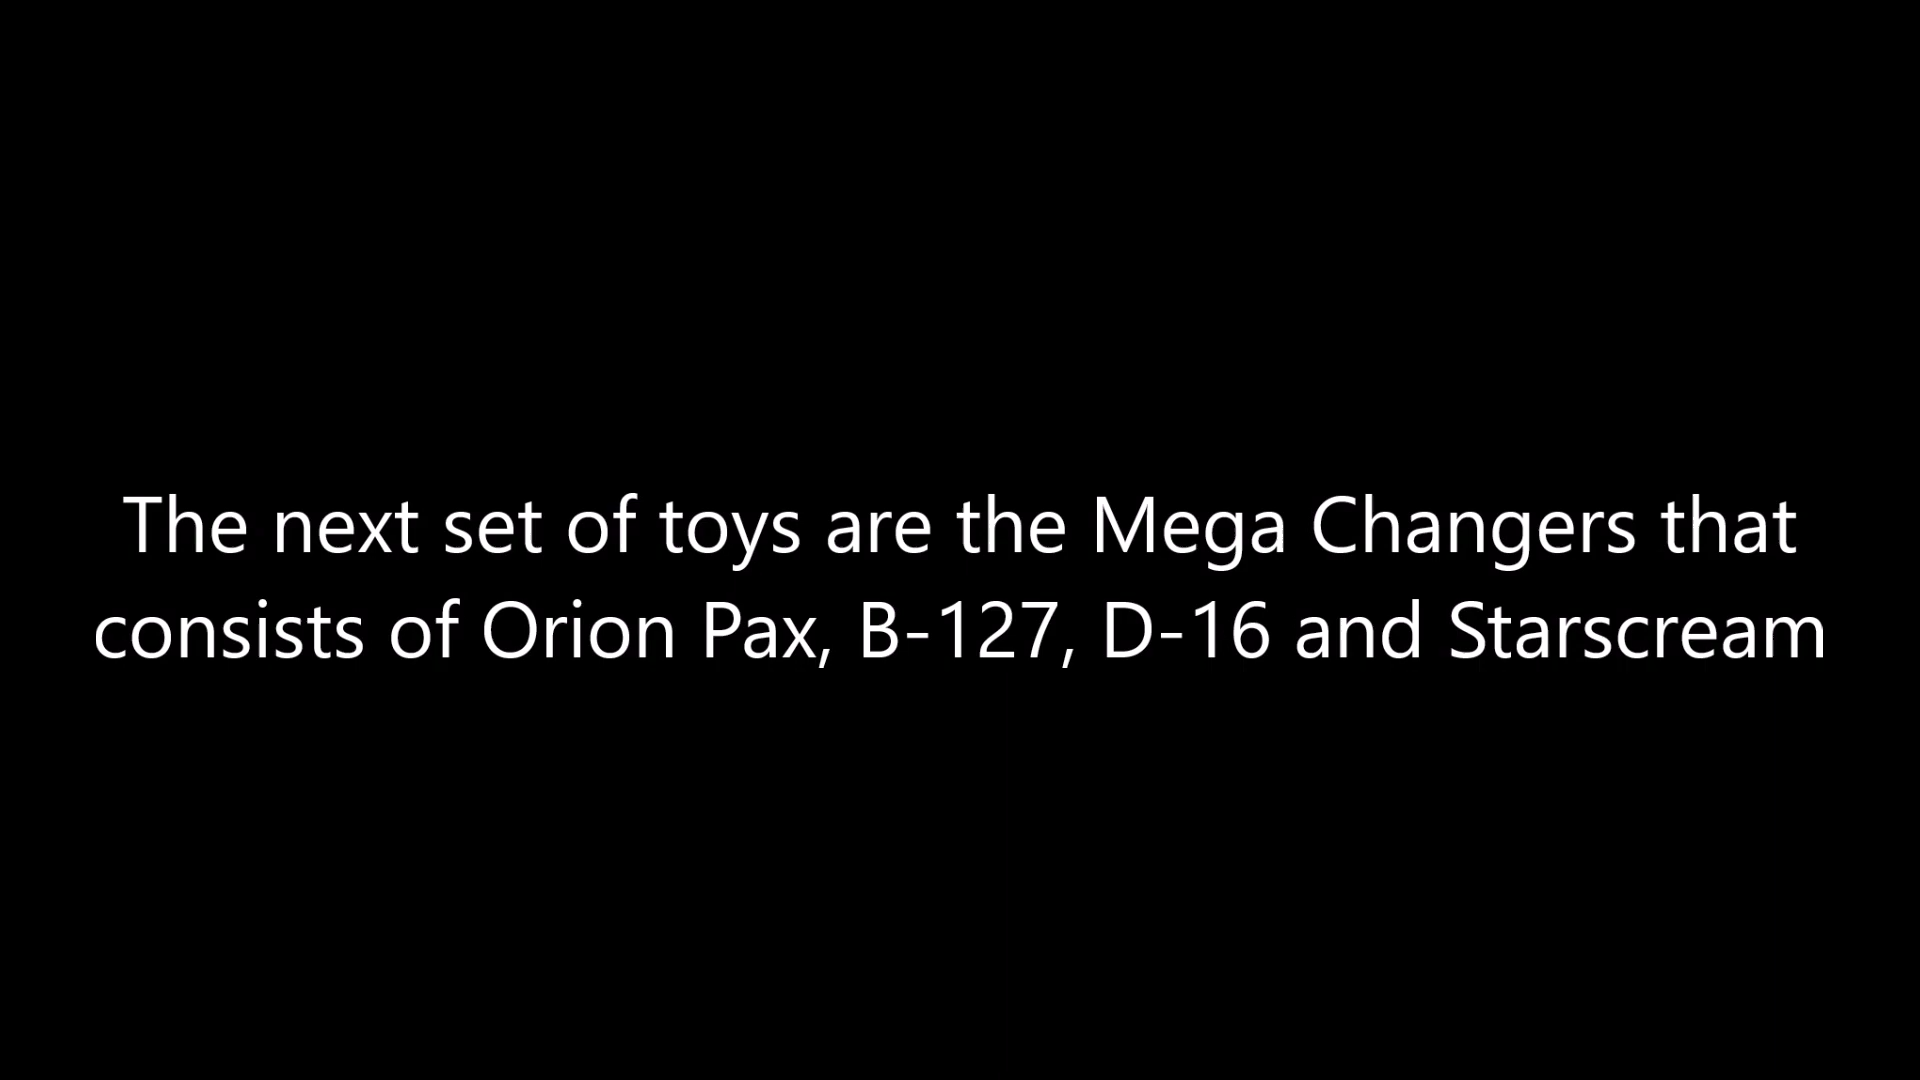 The next set of toys are the Mega Changers that
consists of Orion Pax, B-127, D-16 and Starscream